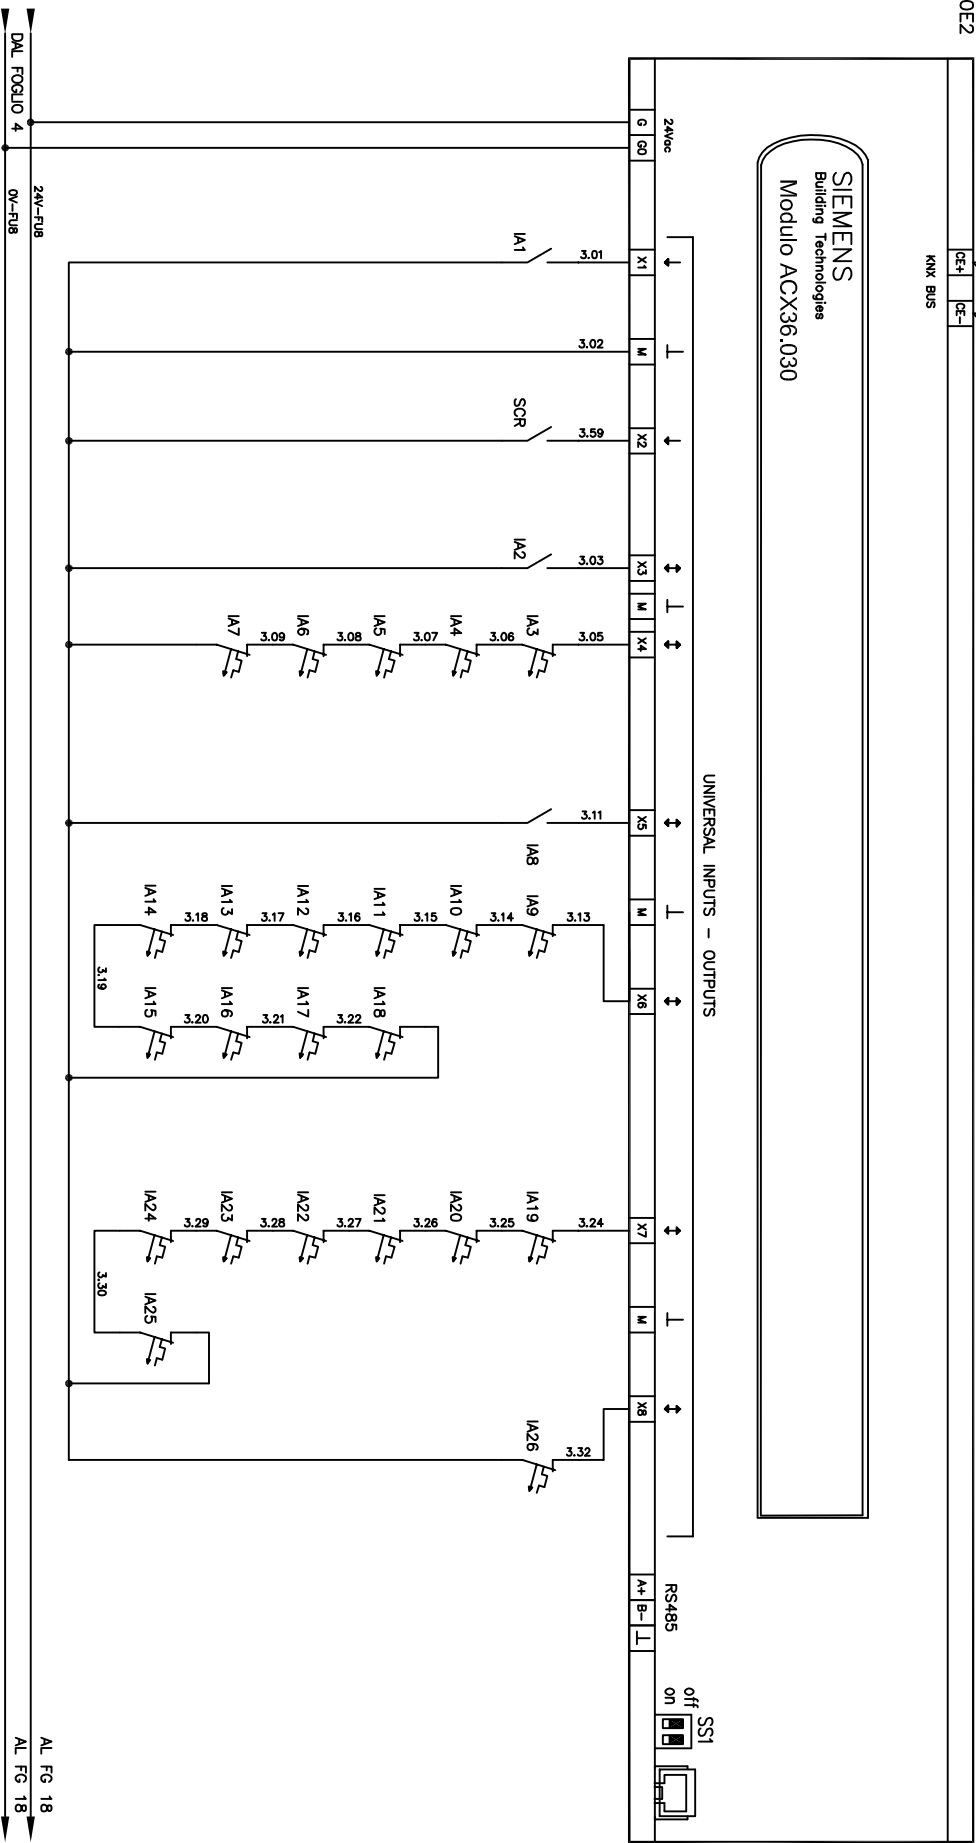 0E2
CE+ CE-
KNX BUS
SIEMENS
Building Technologies
Modulo ACX36.030
UNIVERSAL INPUTS - OUTPUTS
24Vac
RS485
SS1
off
on
G G0 X1 M X2 X3 M X4 X5 M X6 X7 M X8 A+ B-
3.01
IA1
3.02
3.59
SCR
3.03
IA2
3.05
IA3
3.06
IA4
3.07
IA5
3.08
IA6
3.09
IA7
3.11
IA8
3.13
IA9
3.14
IA10
3.15
IA11
3.16
IA12
3.17
IA13
3.18
IA14
3.19
IA15
3.20
IA16
3.21
IA17
3.22
IA18
3.24
IA19
3.25
IA20
3.26
IA21
3.27
IA22
3.28
IA23
3.29
IA24
3.30
IA25
3.32
IA26
DAL FOGLIO 4
24V-FU8
0V-FU8
AL FG 18
AL FG 18